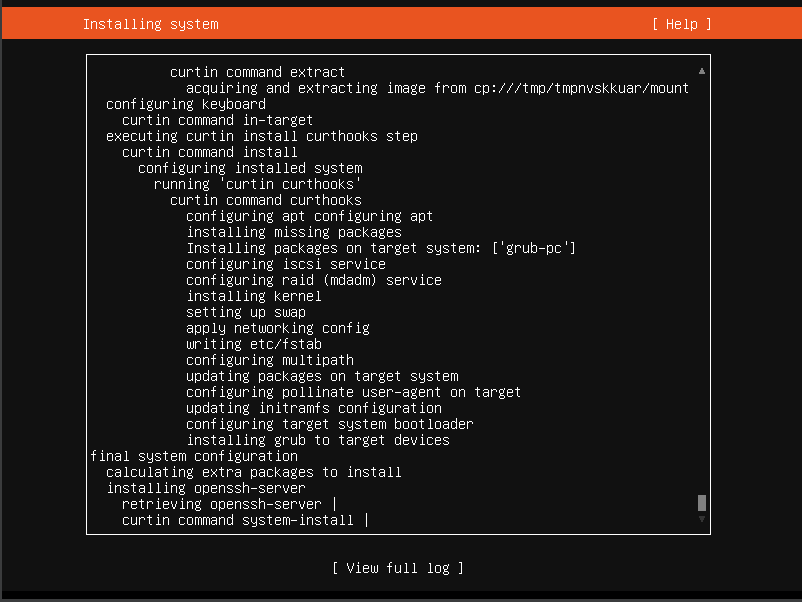 Installing system [ Help ]
curtin command extract
acquiring and extracting image from cp:///tmp/tmpnvskkuar/mount
configuring keyboard
curtin command in-target
executing curtin install curthooks step
curtin command install
configuring installed system
running 'curtin curthooks'
curtin command curthooks
configuring apt configuring apt
installing missing packages
Installing packages on target system: ['grub-pc']
configuring iscsi service
configuring raid (mdadm) service
installing kernel
setting up swap
apply networking config
writing etc/fstab
configuring multipath
updating packages on target system
configuring pollinate user-agent on target
updating initramfs configuration
configuring target system bootloader
installing grub to target devices
final system configuration
calculating extra packages to install
installing openssh-server
retrieving openssh-server |
curtin command system-install |
[ View full log ]